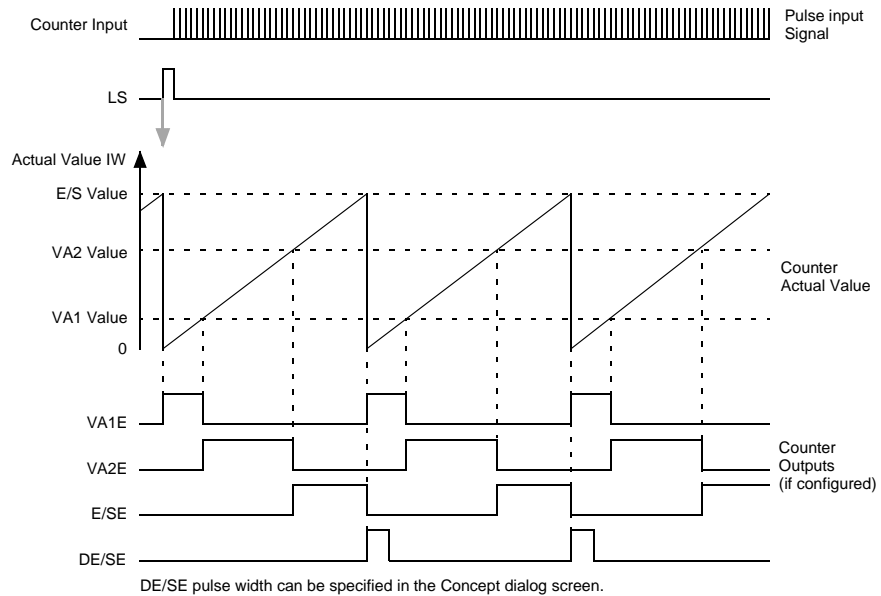 Counter Input
Pulse input
Signal
LS
Actual Value IW
E/S Value
VA2 Value
VA1 Value
0
Counter
Actual Value
VA1E
VA2E
E/SE
DE/SE
Counter
Outputs
(if configured)
DE/SE pulse width can be specified in the Concept dialog screen.